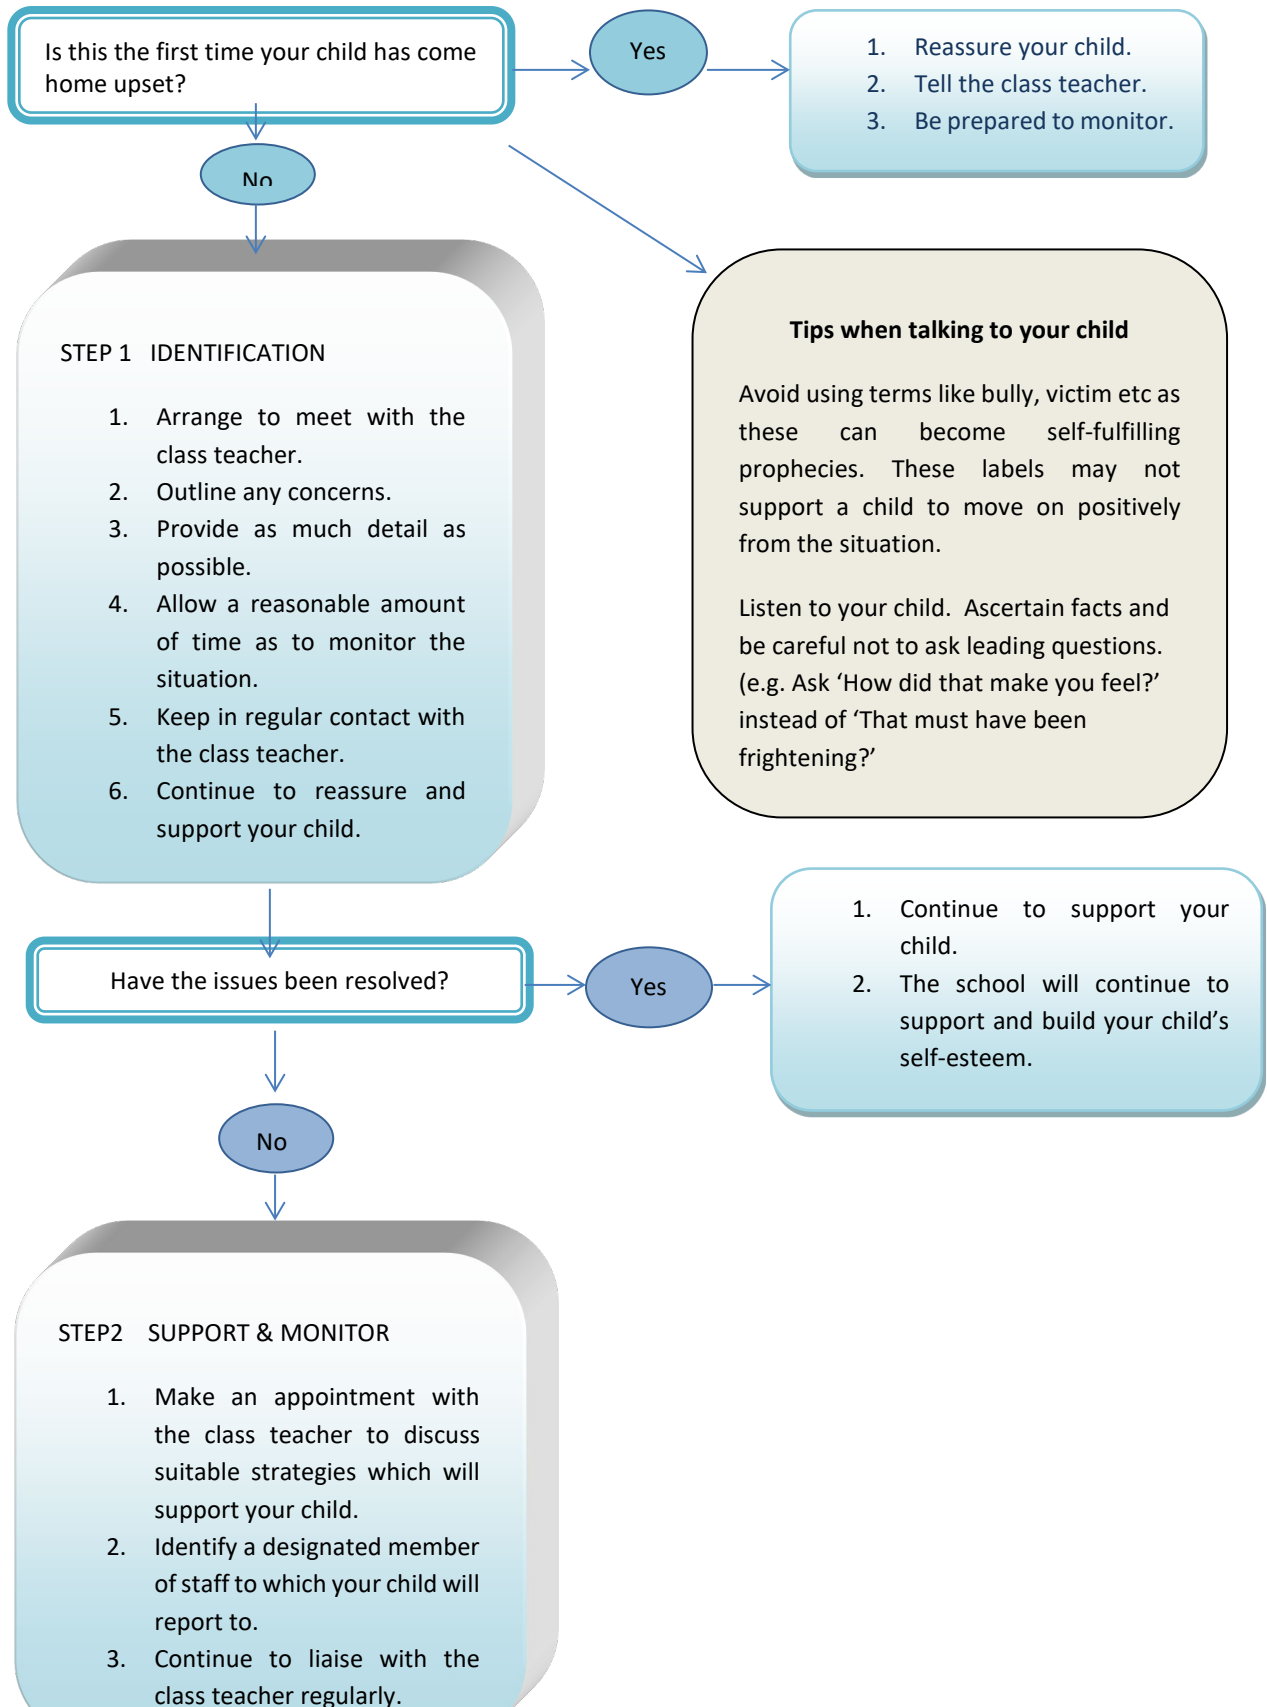 Is this the first time your child has come
home upset?
Yes
1. Reassure your child.
2. Tell the class teacher.
3. Be prepared to monitor.
No
STEP 1 IDENTIFICATION
1. Arrange to meet with the
class teacher.
2. Outline any concerns.
3. Provide as much detail as
possible.
4. Allow a reasonable amount
of time as to monitor the
situation.
5. Keep in regular contact with
the class teacher.
6. Continue to reassure and
support your child.
Tips when talking to your child
Avoid using terms like bully, victim etc as
these can become self-fulfilling
prophecies. These labels may not
support a child to move on positively
from the situation.
Listen to your child. Ascertain facts and
be careful not to ask leading questions.
(e.g. Ask ‘How did that make you feel?’
instead of ‘That must have been
frightening?’
Have the issues been resolved?
Yes
1. Continue to support your
child.
2. The school will continue to
support and build your child’s
self-esteem.
No
STEP2 SUPPORT & MONITOR
1. Make an appointment with
the class teacher to discuss
suitable strategies which will
support your child.
2. Identify a designated member
of staff to which your child will
report to.
3. Continue to liaise with the
class teacher regularly.